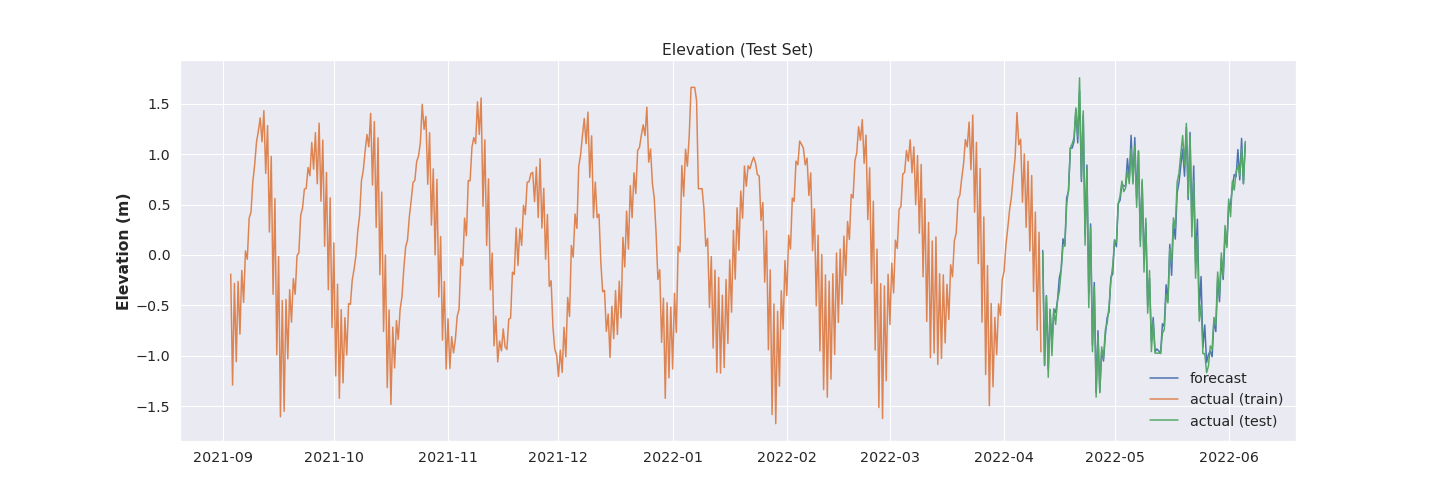 Elevation (Test Set)
Elevation (m)
1.5
1.0
0.5
0.0
−0.5
−1.0
−1.5
forecast
actual (train)
actual (test)
2021-09 2021-10 2021-11 2021-12 2022-01 2022-02 2022-03 2022-04 2022-05 2022-06